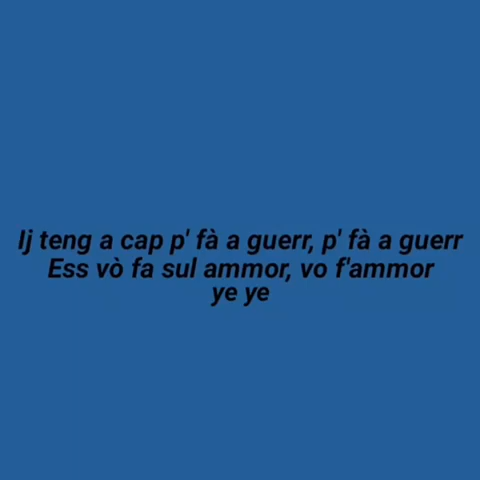 Ij teng a cap p' fà a guerr, p' fà a guerr
Ess vò fa sul ammor, vo f'ammor
ye ye